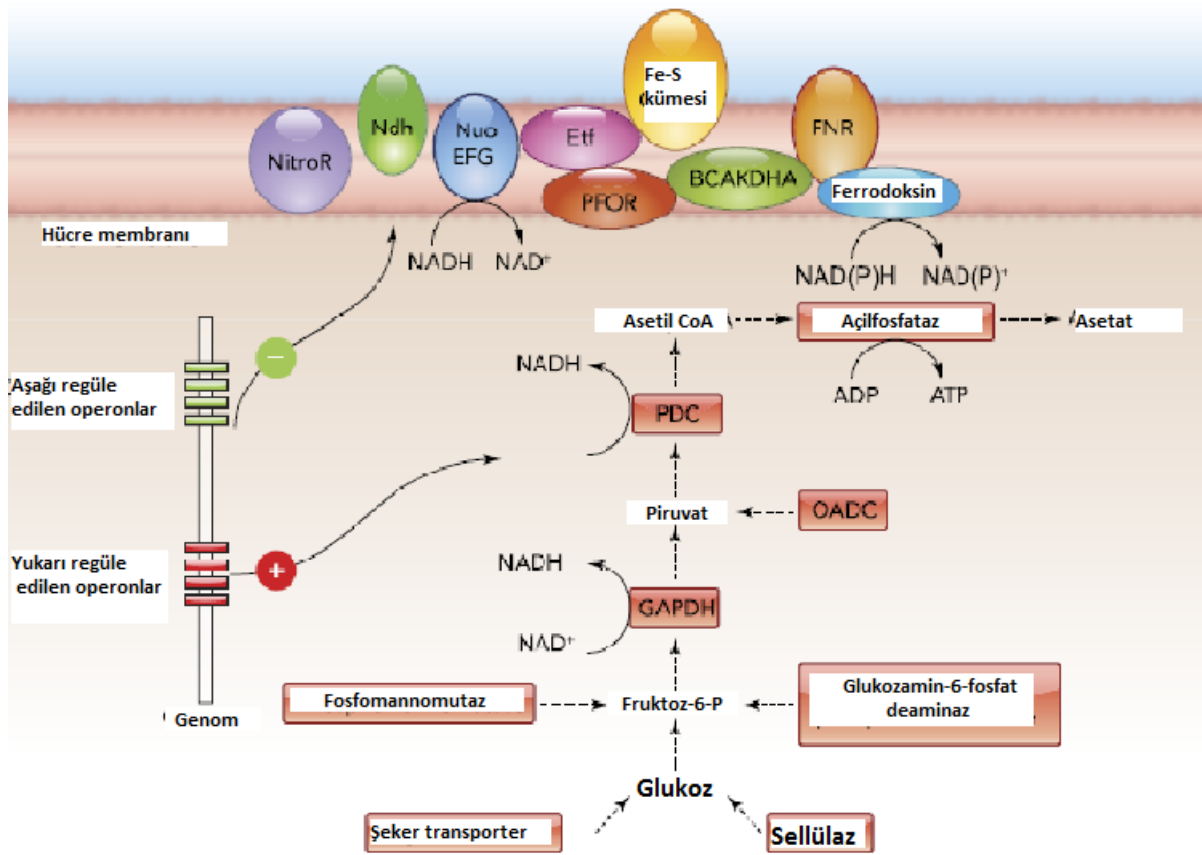 Fe-S
kümesi
Ndh
Nuo
EFG
Etf
FNR
NitroR
BCAKDHA
PFOR
Ferrodoksin
Hücre membranı
NADH NAD+
NAD(P)H NAD(P)+
Asetil CoA
Açilfosfataz
Asetat
NADH
−
Aşağı regüle
edilen operonlar
PDC
ADP ATP
Piruvat
OADC
Yukarı regüle
edilen operonlar
+
NADH
GAPDH
NAD+
Fosfomannomutaz
Fruktoz-6-P
Glukozamin-6-fosfat
deaminaz
Genom
Glukoz
Şeker transporter
Sellülaz